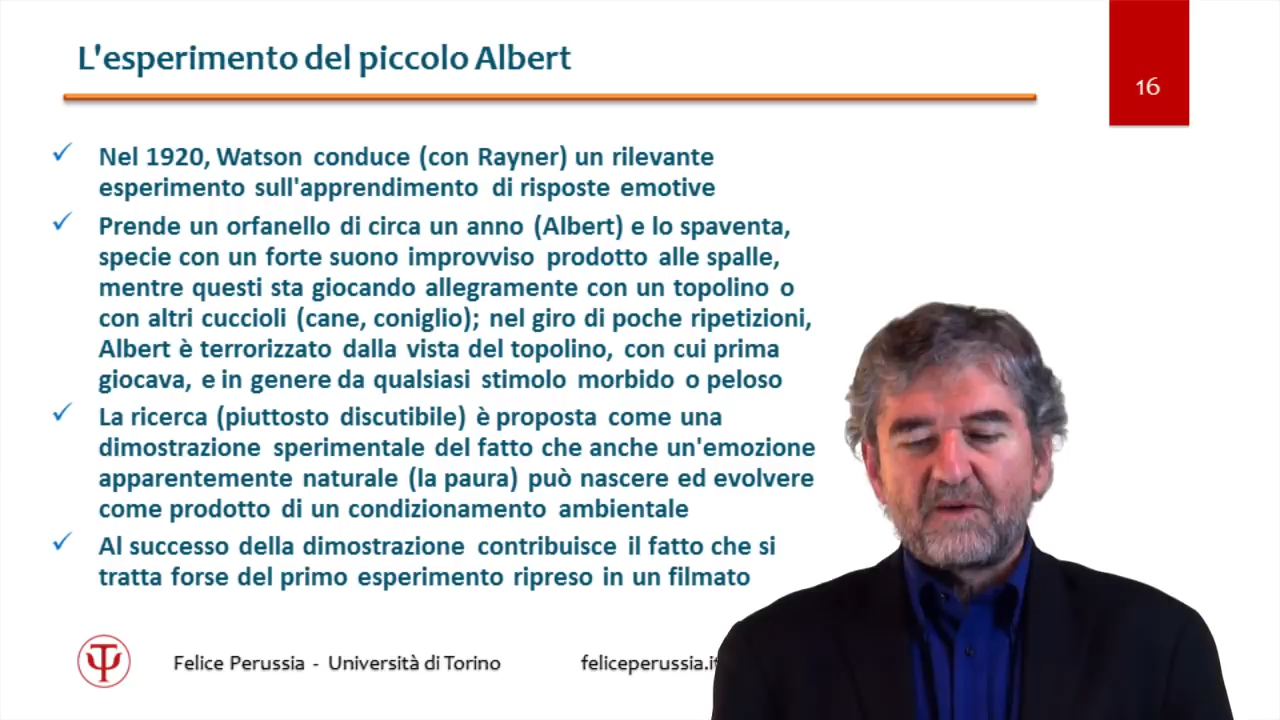 L'esperimento del piccolo Albert
16
Nel 1920, Watson conduce (con Rayner) un rilevante
esperimento sull'apprendimento di risposte emotive
Prende un orfanello di circa un anno (Albert) e lo spaventa,
specie con un forte suono improvviso prodotto alle spalle,
mentre questi sta giocando allegramente con un topolino o
con altri cuccioli (cane, coniglio); nel giro di poche ripetizioni,
Albert è terrorizzato dalla vista del topolino, con cui prima
giocava, e in genere da qualsiasi stimolo morbido o peloso
La ricerca (piuttosto discutibile) è proposta come una
dimostrazione sperimentale del fatto che anche un'emozione
apparentemente naturale (la paura) può nascere ed evolvere
come prodotto di un condizionamento ambientale
Al successo della dimostrazione contribuisce il fatto che si
tratta forse del primo esperimento ripreso in un filmato
Felice Perussia - Università di Torino
feliceperussia.it